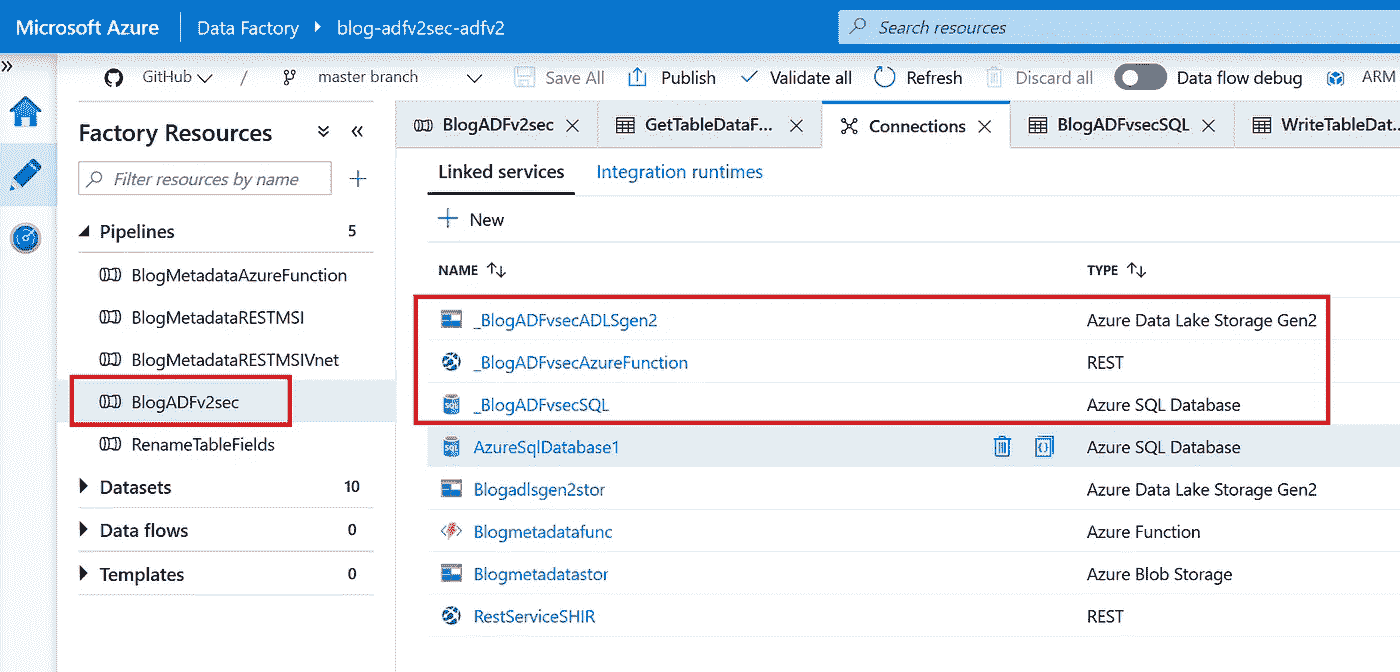 Microsoft Azure Data Factory blog-adfv2sec-adfv2 Search resources
GitHub / master branch Save All Publish Validate all Refresh Discard all Data flow debug ARM
Factory Resources
Filter resources by name
Pipelines 5
BlogMetadataAzureFunction
BlogMetadataRESTMSI
BlogMetadataRESTMSIVnet
BlogADFv2sec
RenameTableFields
Datasets 10
Data flows 0
Templates 0
BlogADFv2sec GetTableDataF... Connections BlogADFvsecSQL WriteTableDat...
Linked services Integration runtimes
New
NAME TYPE
_BlogADFvsecADLSgen2 Azure Data Lake Storage Gen2
_BlogADFvsecAzureFunction REST
_BlogADFvsecSQL Azure SQL Database
AzureSqlDatabase1 Azure SQL Database
Blogadlsgen2stor Azure Data Lake Storage Gen2
Blogmetadatafunc Azure Function
Blogmetadatastor Azure Blob Storage
RestServiceSHIR REST